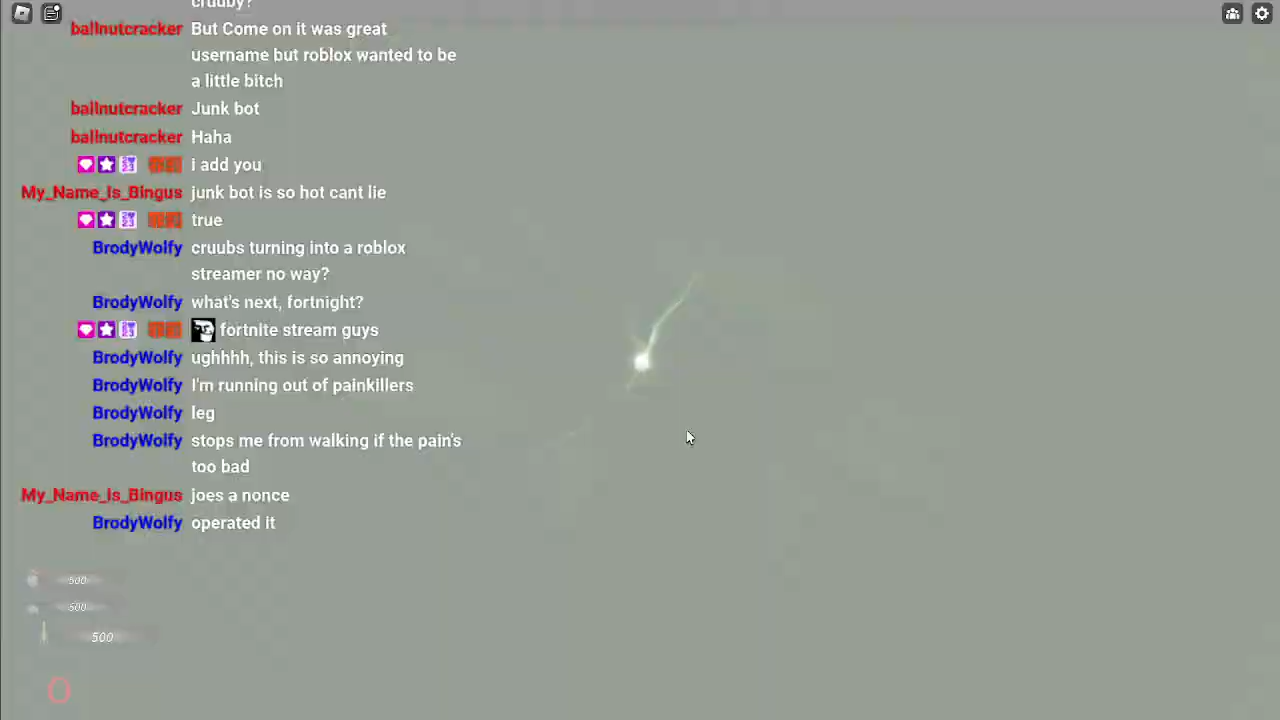 crubby?
ballnutcracker But Come on it was great
username but roblox wanted to be
a little bitch
ballnutcracker Junk bot
ballnutcracker Haha
i add you
My_Name_Is_Bingus junk bot is so hot cant lie
true
BrodyWolfy cruubs turning into a roblox
streamer no way?
BrodyWolfy what's next, fortnight?
fortnite stream guys
BrodyWolfy ughhhh, this is so annoying
BrodyWolfy I'm running out of painkillers
BrodyWolfy leg
BrodyWolfy stops me from walking if the pain's
too bad
My_Name_Is_Bingus joes a nonce
BrodyWolfy operated it
500
500
500
0